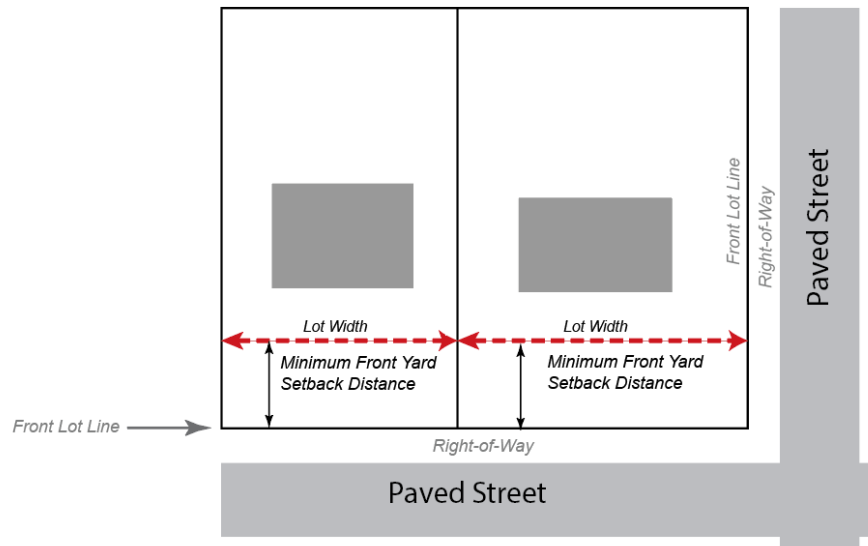 Front Lot Line
Right-of-Way
Paved Street
Lot Width
Lot Width
Minimum Front Yard
Setback Distance
Minimum Front Yard
Setback Distance
Front Lot Line
Right-of-Way
Paved Street